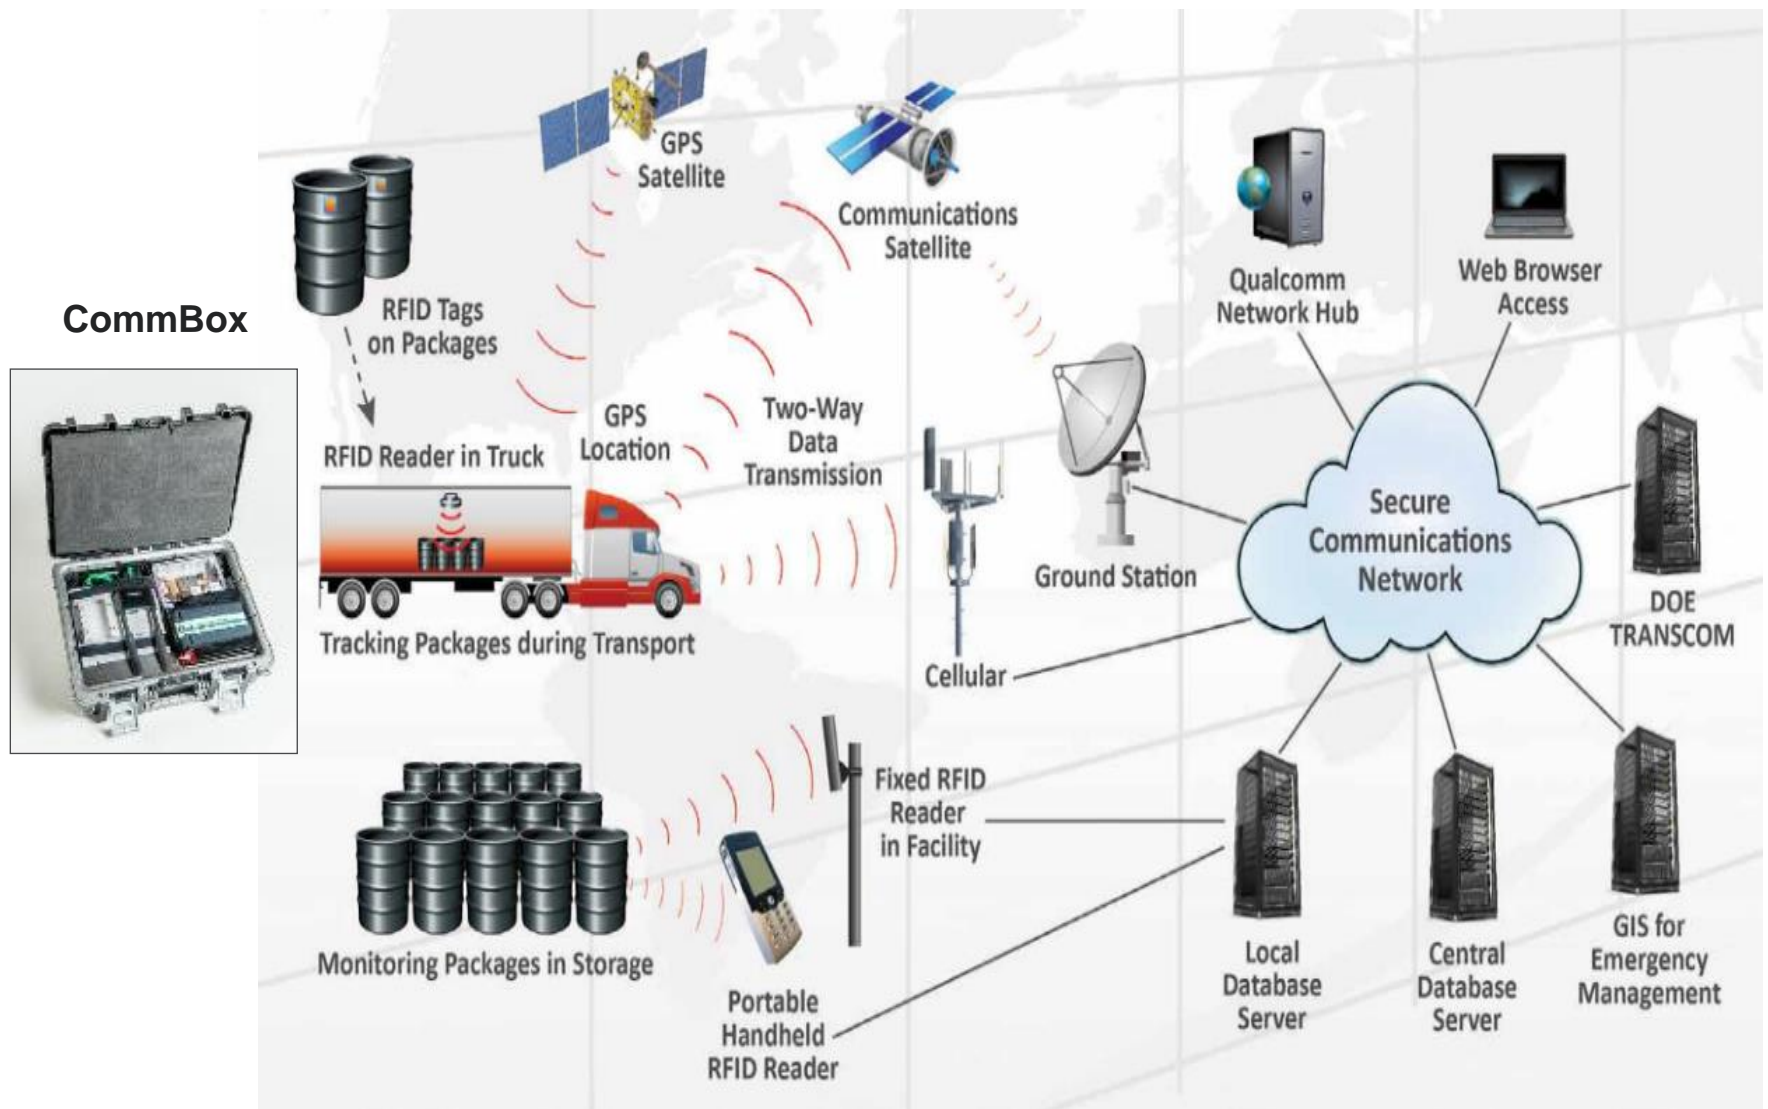 GPS
Satellite
Communications
Satellite
RFID Tags
on Packages
CommBox
Qualcomm
Network Hub
Web Browser
Access
GPS
Location
Two-Way
Data
Transmission
RFID Reader in Truck
Secure
Communications
Network
Ground Station
DOE
TRANSCOM
Tracking Packages during Transport
Cellular
Fixed RFID
Reader
in Facility
Monitoring Packages in Storage
Portable
Handheld
RFID Reader
Local
Database
Server
Central
Database
Server
GIS for
Emergency
Management